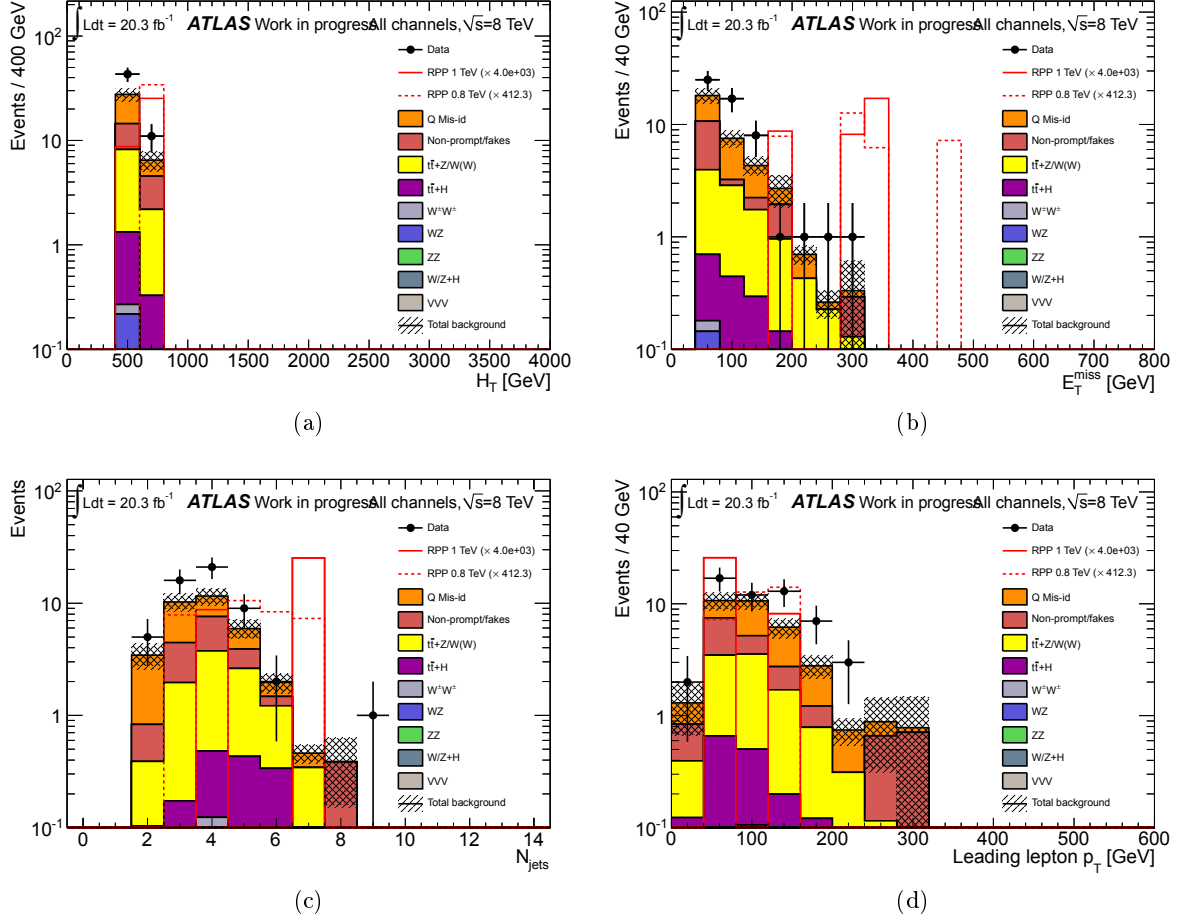 ∫ Ldt = 20.3 fb-1 ATLAS Work in progress All channels, √s=8 TeV
Events / 400 GeV
Data
RPP 1 TeV (× 4.0e+03)
RPP 0.8 TeV (× 412.3)
Q Mis-id
Non-prompt/fakes
tt̄+Z/W(W)
tt̄+H
W±W±
WZ
ZZ
W/Z+H
VVV
Total background
10²
10
1
10-1
0 500 1000 1500 2000 2500 3000 3500 4000
H_T [GeV]
(a)
∫ Ldt = 20.3 fb-1 ATLAS Work in progress All channels, √s=8 TeV
Events / 40 GeV
Data
RPP 1 TeV (× 4.0e+03)
RPP 0.8 TeV (× 412.3)
Q Mis-id
Non-prompt/fakes
tt̄+Z/W(W)
tt̄+H
W±W±
WZ
ZZ
W/Z+H
VVV
Total background
10²
10
1
10-1
0 100 200 300 400 500 600 700 800
E_T^miss [GeV]
(b)
∫ Ldt = 20.3 fb-1 ATLAS Work in progress All channels, √s=8 TeV
Events
Data
RPP 1 TeV (× 4.0e+03)
RPP 0.8 TeV (× 412.3)
Q Mis-id
Non-prompt/fakes
tt̄+Z/W(W)
tt̄+H
W±W±
WZ
ZZ
W/Z+H
VVV
Total background
10²
10
1
10-1
0 2 4 6 8 10 12 14
N_jets
(c)
∫ Ldt = 20.3 fb-1 ATLAS Work in progress All channels, √s=8 TeV
Events / 40 GeV
Data
RPP 1 TeV (× 4.0e+03)
RPP 0.8 TeV (× 412.3)
Q Mis-id
Non-prompt/fakes
tt̄+Z/W(W)
tt̄+H
W±W±
WZ
ZZ
W/Z+H
VVV
Total background
10²
10
1
10-1
0 100 200 300 400 500 600
Leading lepton p_T [GeV]
(d)